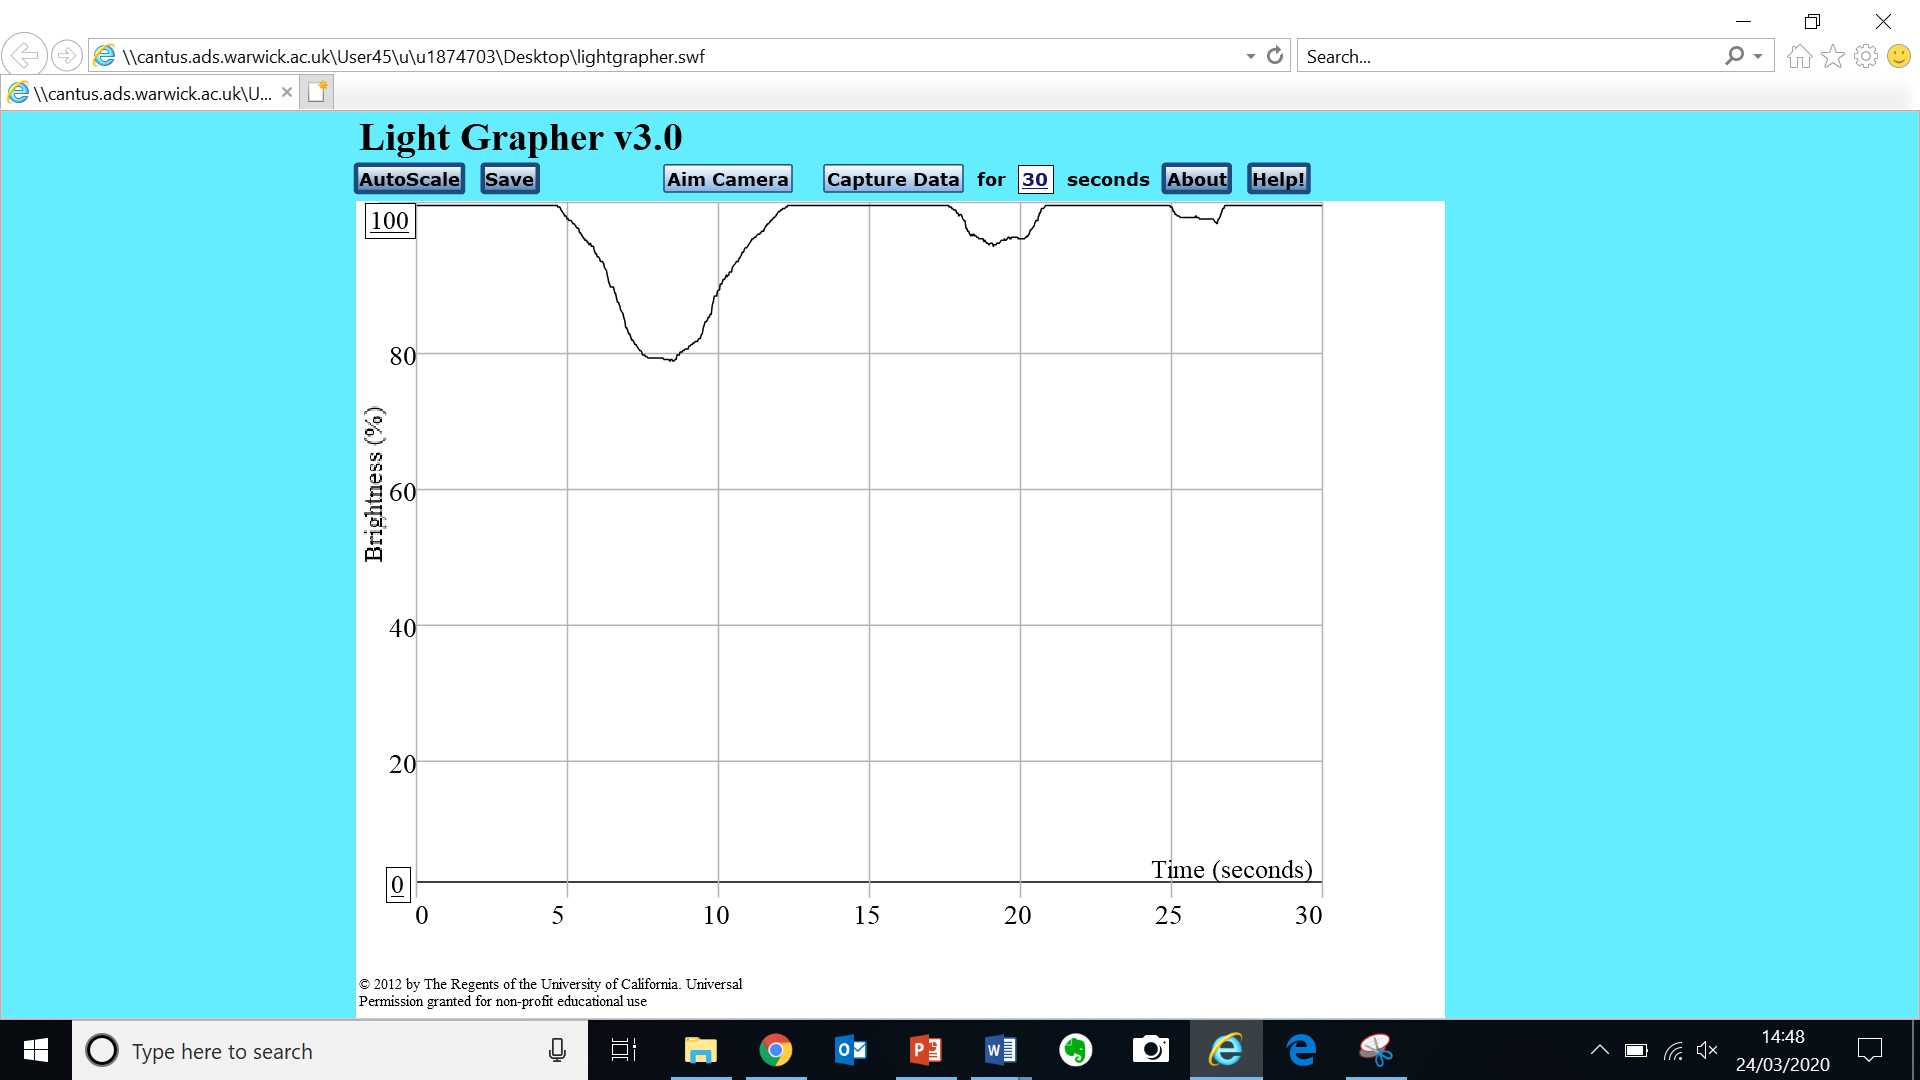 \\cantus.ads.warwick.ac.uk\User45\u\u1874703\Desktop\lightgrapher.swf
Search...
\\cantus.ads.warwick.ac.uk\U...
Light Grapher v3.0
AutoScale Save Aim Camera Capture Data for 30 seconds About Help!
100
80
60
40
20
0
Brightness (%)
Time (seconds)
0 5 10 15 20 25 30
© 2012 by The Regents of the University of California. Universal
Permission granted for non-profit educational use
Type here to search
14:48
24/03/2020